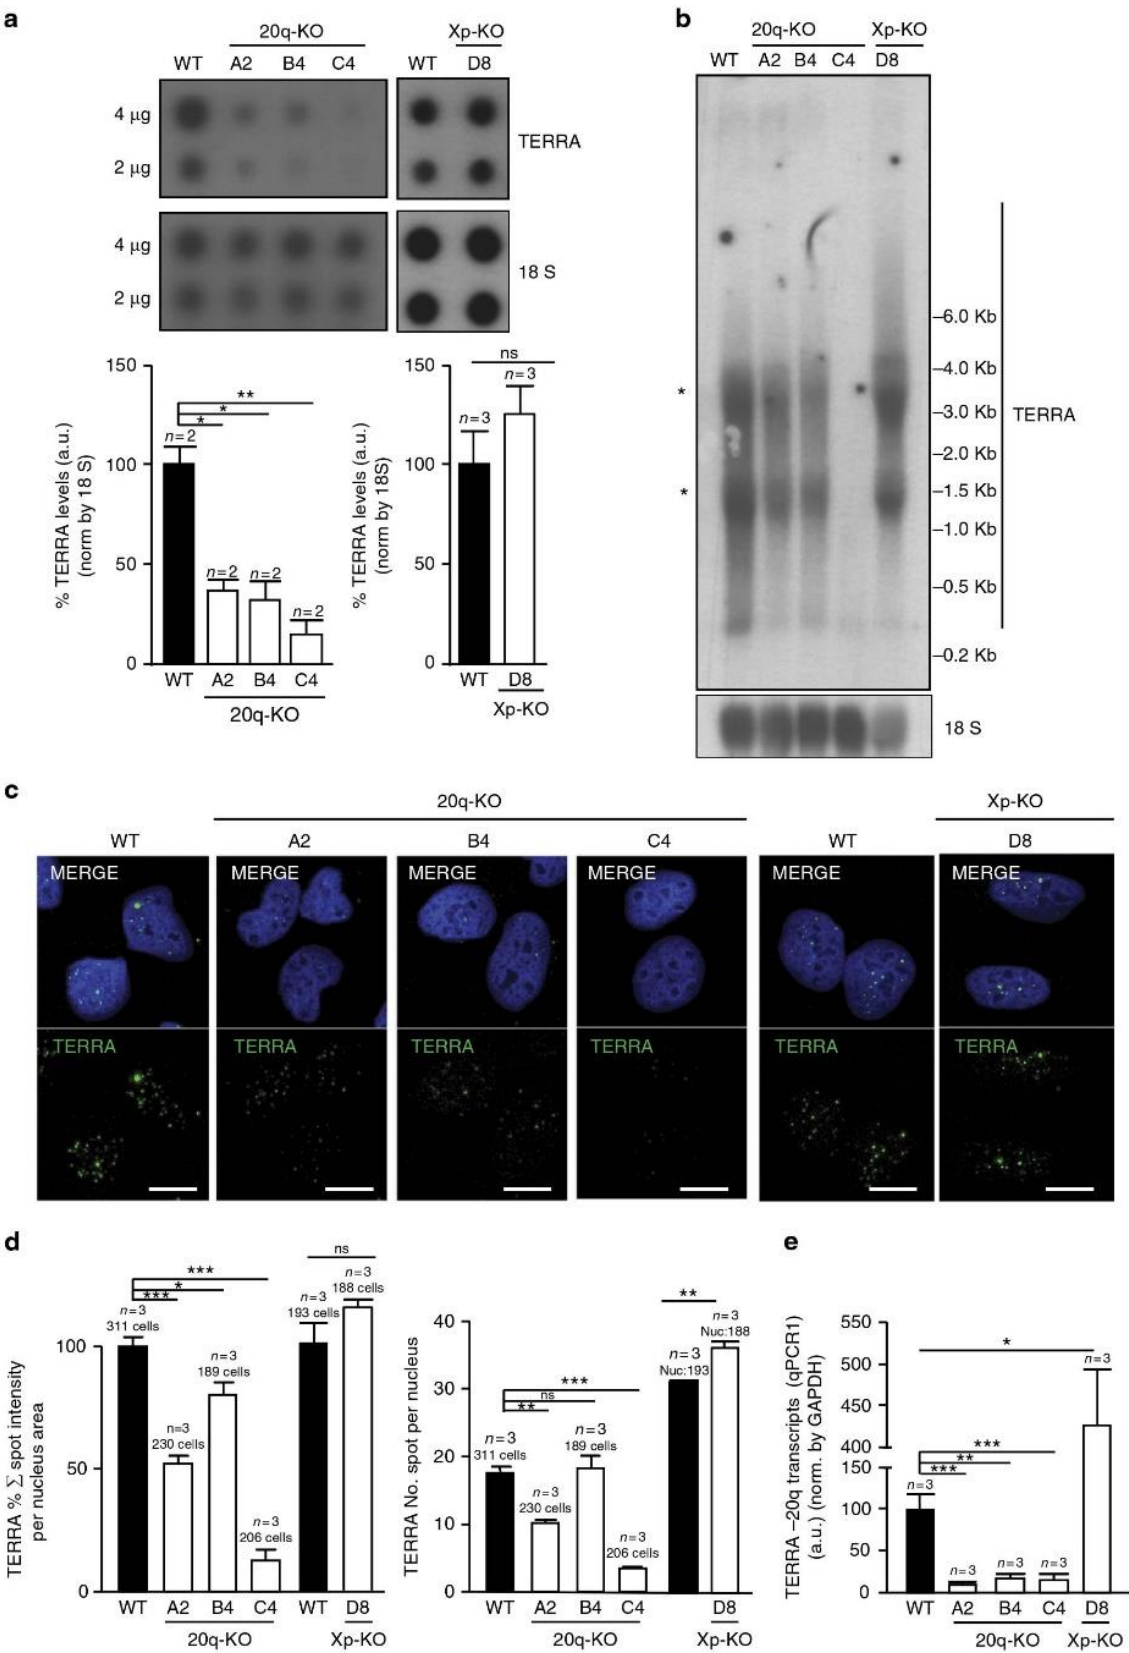 a
20q-KO
Xp-KO
WT A2 B4 C4 WT D8
4 μg
TERRA
2 μg
4 μg
18 S
2 μg
% TERRA levels (a.u.)
(norm by 18 S)
150
100
50
0
n=2
n=2
n=2
n=2
*
*
**
WT A2 B4 C4
20q-KO
% TERRA levels (a.u.)
(norm by 18S)
150
100
50
0
ns
n=3
n=3
WT D8
Xp-KO
b
20q-KO Xp-KO
WT A2 B4 C4 D8
*
*
–6.0 Kb
–4.0 Kb
–3.0 Kb
–2.0 Kb
–1.5 Kb
–1.0 Kb
–0.5 Kb
–0.2 Kb
TERRA
18 S
c
20q-KO Xp-KO
WT A2 B4 C4 WT D8
MERGE MERGE MERGE MERGE MERGE MERGE
TERRA TERRA TERRA TERRA TERRA TERRA
d
TERRA % Σ spot intensity
per nucleus area
100
50
0
***
*
***
n=3
311 cells
n=3
230 cells
n=3
189 cells
n=3
206 cells
ns
n=3
193 cells
n=3
188 cells
WT A2 B4 C4 WT D8
20q-KO Xp-KO
TERRA No. spot per nucleus
40
30
20
10
0
***
ns
**
n=3
311 cells
n=3
230 cells
n=3
189 cells
n=3
206 cells
**
n=3
Nuc:193
n=3
Nuc:188
WT A2 B4 C4 D8
20q-KO Xp-KO
e
TERRA –20q transcripts (qPCR1)
(a.u.) (norm. by GAPDH)
550
500
450
400
150
100
50
0
*
***
**
***
n=3
n=3
n=3
n=3
n=3
WT A2 B4 C4 D8
20q-KO Xp-KO